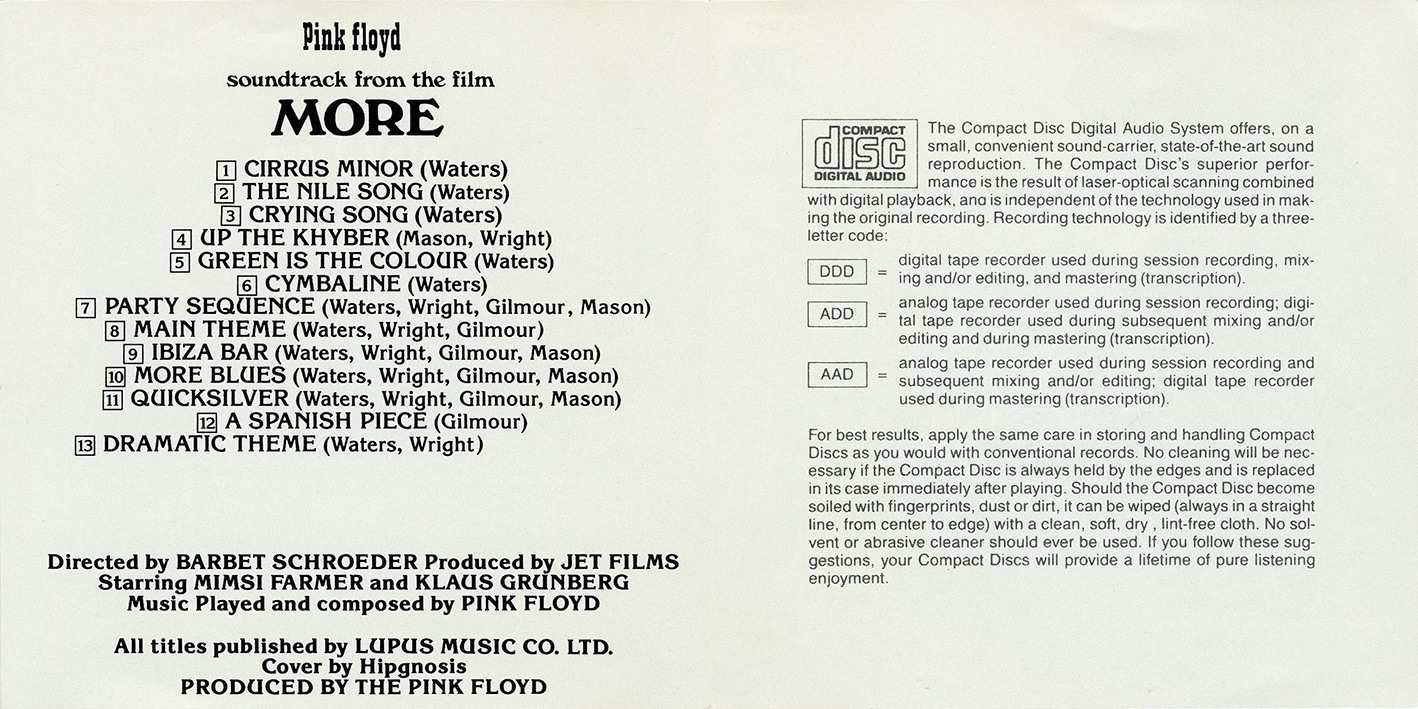 Pink floyd
soundtrack from the film
MORE
1 CIRRUS MINOR (Waters)
2 THE NILE SONG (Waters)
3 CRYING SONG (Waters)
4 UP THE KHYBER (Mason, Wright)
5 GREEN IS THE COLOUR (Waters)
6 CYMBALINE (Waters)
7 PARTY SEQUENCE (Waters, Wright, Gilmour, Mason)
8 MAIN THEME (Waters, Wright, Gilmour)
9 IBIZA BAR (Waters, Wright, Gilmour, Mason)
10 MORE BLUES (Waters, Wright, Gilmour, Mason)
11 QUICKSILVER (Waters, Wright, Gilmour, Mason)
12 A SPANISH PIECE (Gilmour)
13 DRAMATIC THEME (Waters, Wright)
Directed by BARBET SCHROEDER Produced by JET FILMS
Starring MIMSI FARMER and KLAUS GRUNBERG
Music Played and composed by PINK FLOYD
All titles published by LUPUS MUSIC CO. LTD.
Cover by Hipgnosis
PRODUCED BY THE PINK FLOYD
COMPACT
disc
DIGITAL AUDIO
The Compact Disc Digital Audio System offers, on a
small, convenient sound-carrier, state-of-the-art sound
reproduction. The Compact Disc's superior perfor-
mance is the result of laser-optical scanning combined
with digital playback, and is independent of the technology used in mak-
ing the original recording. Recording technology is identified by a three-
letter code:
DDD = digital tape recorder used during session recording, mix-
ing and/or editing, and mastering (transcription).
ADD = analog tape recorder used during session recording; digi-
tal tape recorder used during subsequent mixing and/or
editing and during mastering (transcription).
AAD = analog tape recorder used during session recording and
subsequent mixing and/or editing; digital tape recorder
used during mastering (transcription).
For best results, apply the same care in storing and handling Compact
Discs as you would with conventional records. No cleaning will be nec-
essary if the Compact Disc is always held by the edges and is replaced
in its case immediately after playing. Should the Compact Disc become
soiled with fingerprints, dust or dirt, it can be wiped (always in a straight
line, from center to edge) with a clean, soft, dry , lint-free cloth. No sol-
vent or abrasive cleaner should ever be used. If you follow these sug-
gestions, your Compact Discs will provide a lifetime of pure listening
enjoyment.